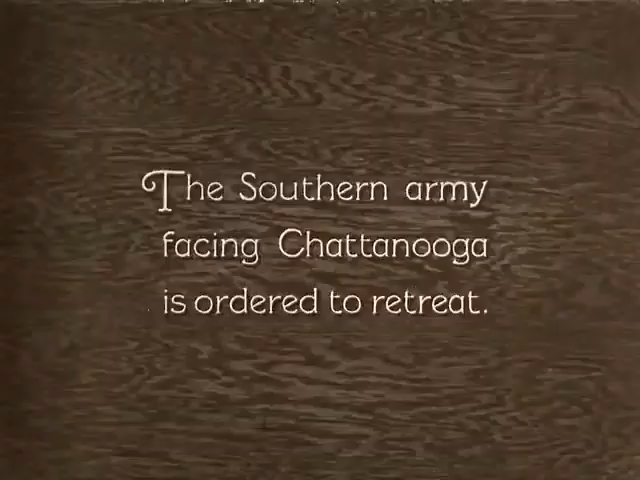 The Southern army
facing Chattanooga
is ordered to retreat.